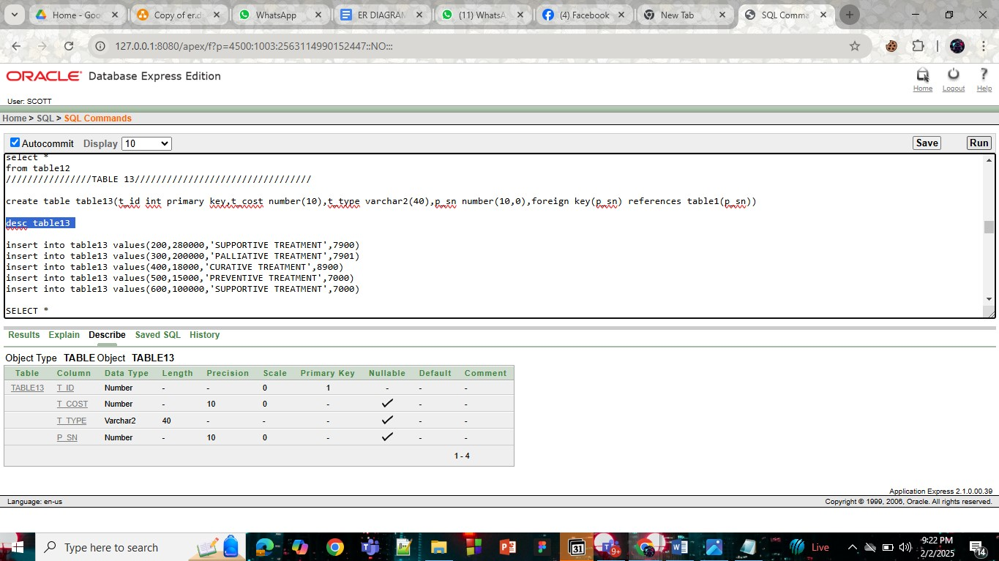 Home - Goo
Copy of er.d
WhatsApp
ER DIAGRAN
(11) WhatsA
(4) Facebook
New Tab
SQL Comma
127.0.0.1:8080/apex/f?p=4500:1003:2563114990152447::NO:::
ORACLE Database Express Edition
Home Logout Help
User: SCOTT
Home > SQL > SQL Commands
Autocommit Display 10 Save Run
select *
from table12
////////////////TABLE 13/////////////////////////////////
create table table13(t_id int primary key,t_cost number(10),t_type varchar2(40),p_sn number(10,0),foreign key(p_sn) references table1(p_sn))
desc table13
insert into table13 values(200,280000,'SUPPORTIVE TREATMENT',7900)
insert into table13 values(300,200000,'PALLIATIVE TREATMENT',7901)
insert into table13 values(400,18000,'CURATIVE TREATMENT',8900)
insert into table13 values(500,15000,'PREVENTIVE TREATMENT',7000)
insert into table13 values(600,100000,'SUPPORTIVE TREATMENT',7000)
SELECT *
Results Explain Describe Saved SQL History
Object Type TABLE Object TABLE13
Table Column Data Type Length Precision Scale Primary Key Nullable Default Comment
TABLE13 T_ID Number - - 0 1 - - -
T_COST Number - 10 0 - - -
T_TYPE Varchar2 40 - - - - -
P_SN Number - 10 0 - - -
1 - 4
Application Express 2.1.0.00.39
Language: en-us Copyright © 1999, 2006, Oracle. All rights reserved.
Type here to search
31
9+
Live
9:22 PM
2/2/2025
14